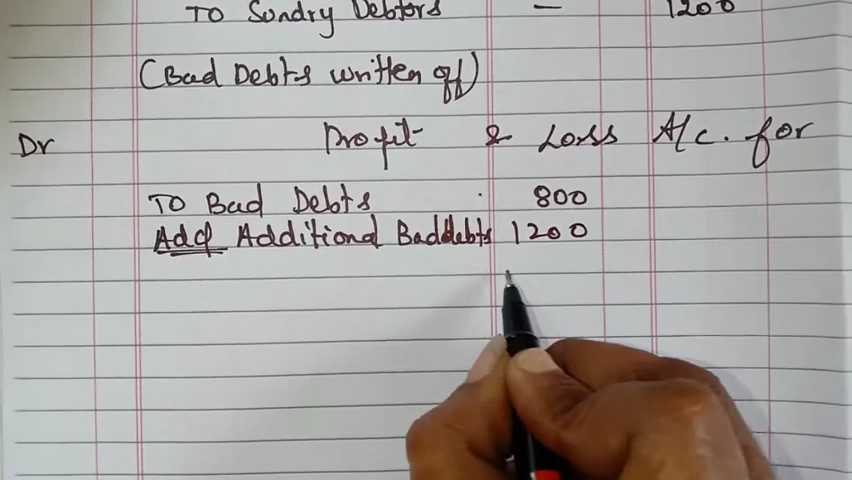 To Sundry Debtors — 1200
(Bad Debts written off)
Dr Profit & Loss A/c. for
To Bad Debts 800
Add Additional Baddebts 1200